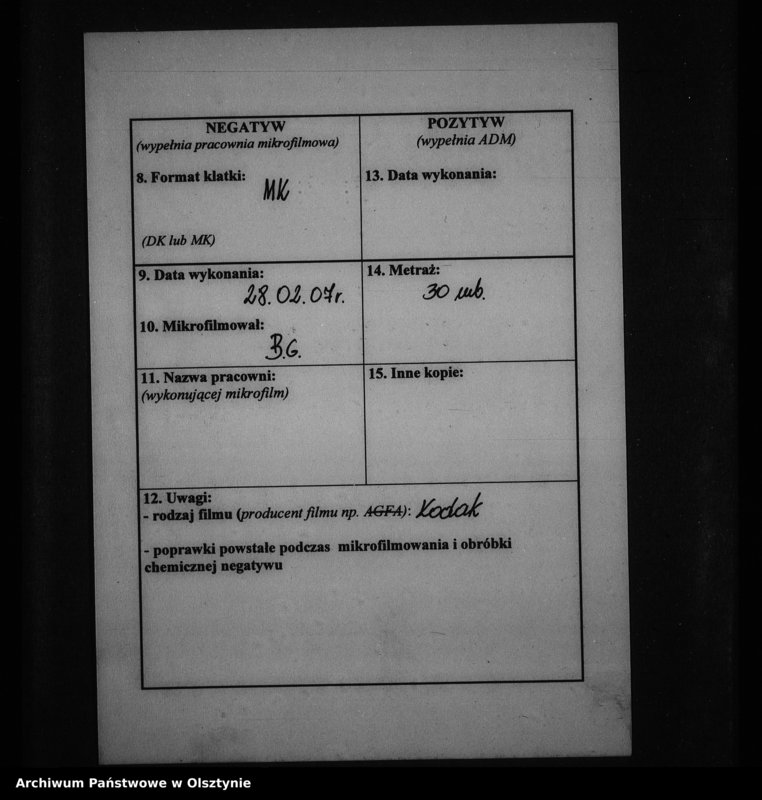 NEGATYW
(wypełnia pracownia mikrofilmowa)
8. Format klatki:
MK
(DK lub MK)
POZYTYW
(wypełnia ADM)
13. Data wykonania:
9. Data wykonania:
28.02.07r.
10. Mikrofilmował:
B.G.
14. Metraż:
30 mb.
11. Nazwa pracowni:
(wykonującej mikrofilm)
15. Inne kopie:
12. Uwagi:
- rodzaj filmu (producent filmu np. AGFA): Kodak
- poprawki powstałe podczas mikrofilmowania i obróbki
chemicznej negatywu
Archiwum Państwowe w Olsztynie